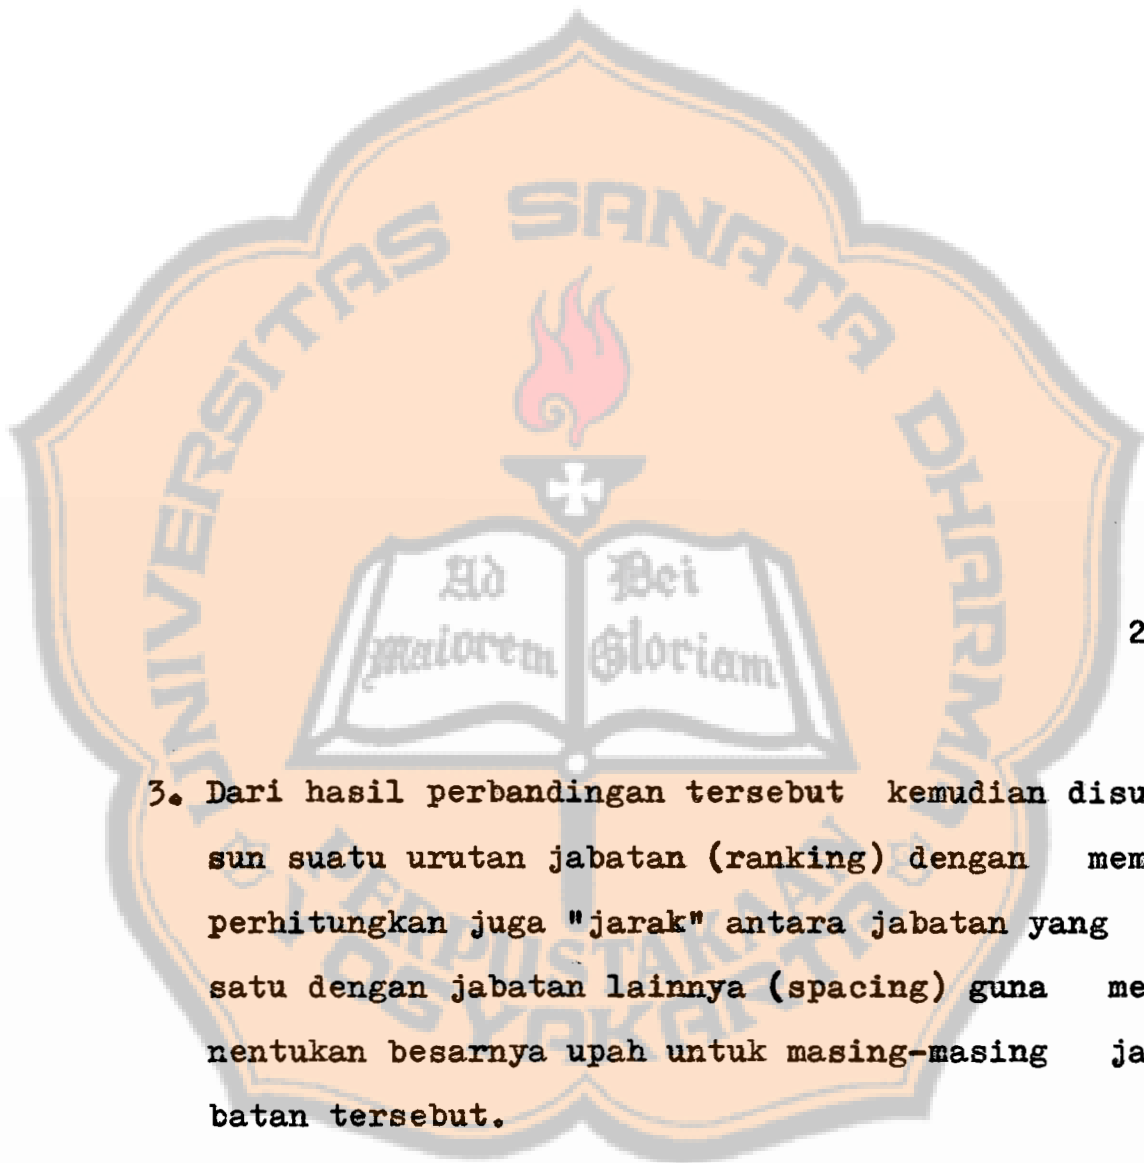 UNIVERSITAS SANATA DHARMA
Ad Dei
maiorem Gloriam
2
3. Dari hasil perbandingan tersebut kemudian disu
sun suatu urutan jabatan (ranking) dengan mem
perhitungkan juga "jarak" antara jabatan yang
satu dengan jabatan lainnya (spacing) guna me
nentukan besarnya upah untuk masing-masing ja
batan tersebut.
PERPUSTAKAAN
YOGYAKARTA